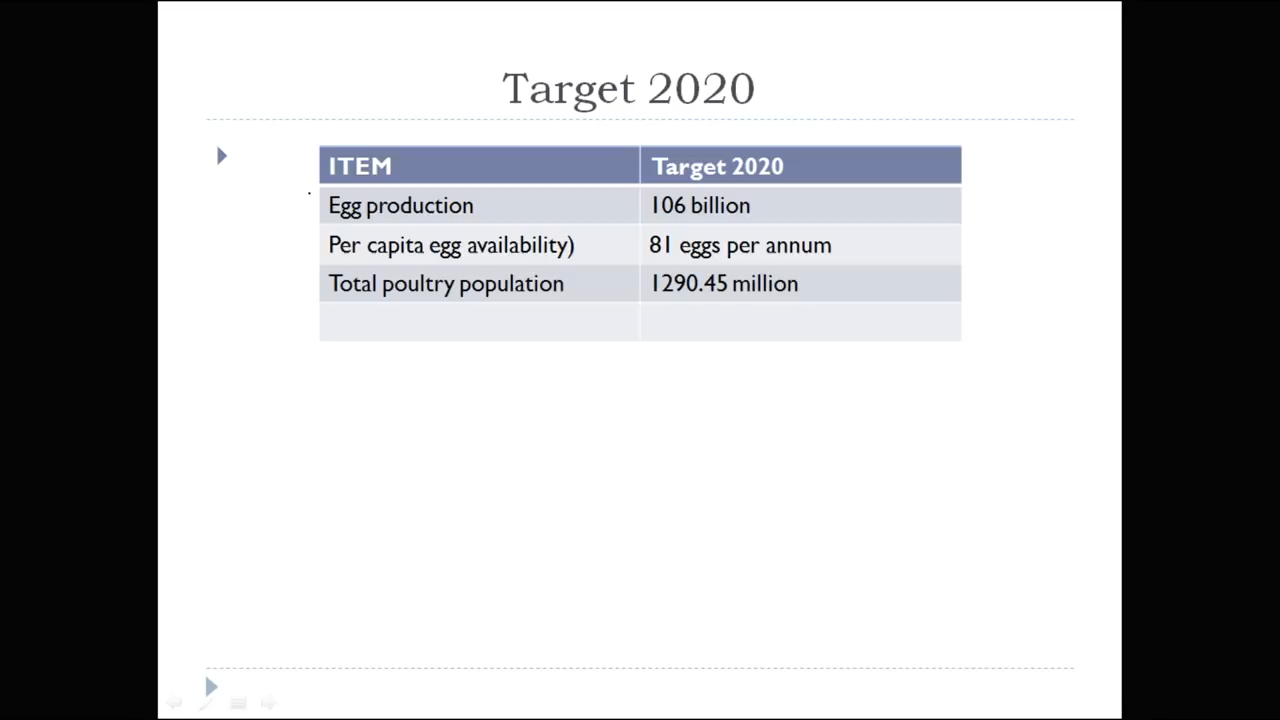 Target 2020
ITEM Target 2020
Egg production 106 billion
Per capita egg availability) 81 eggs per annum
Total poultry population 1290.45 million